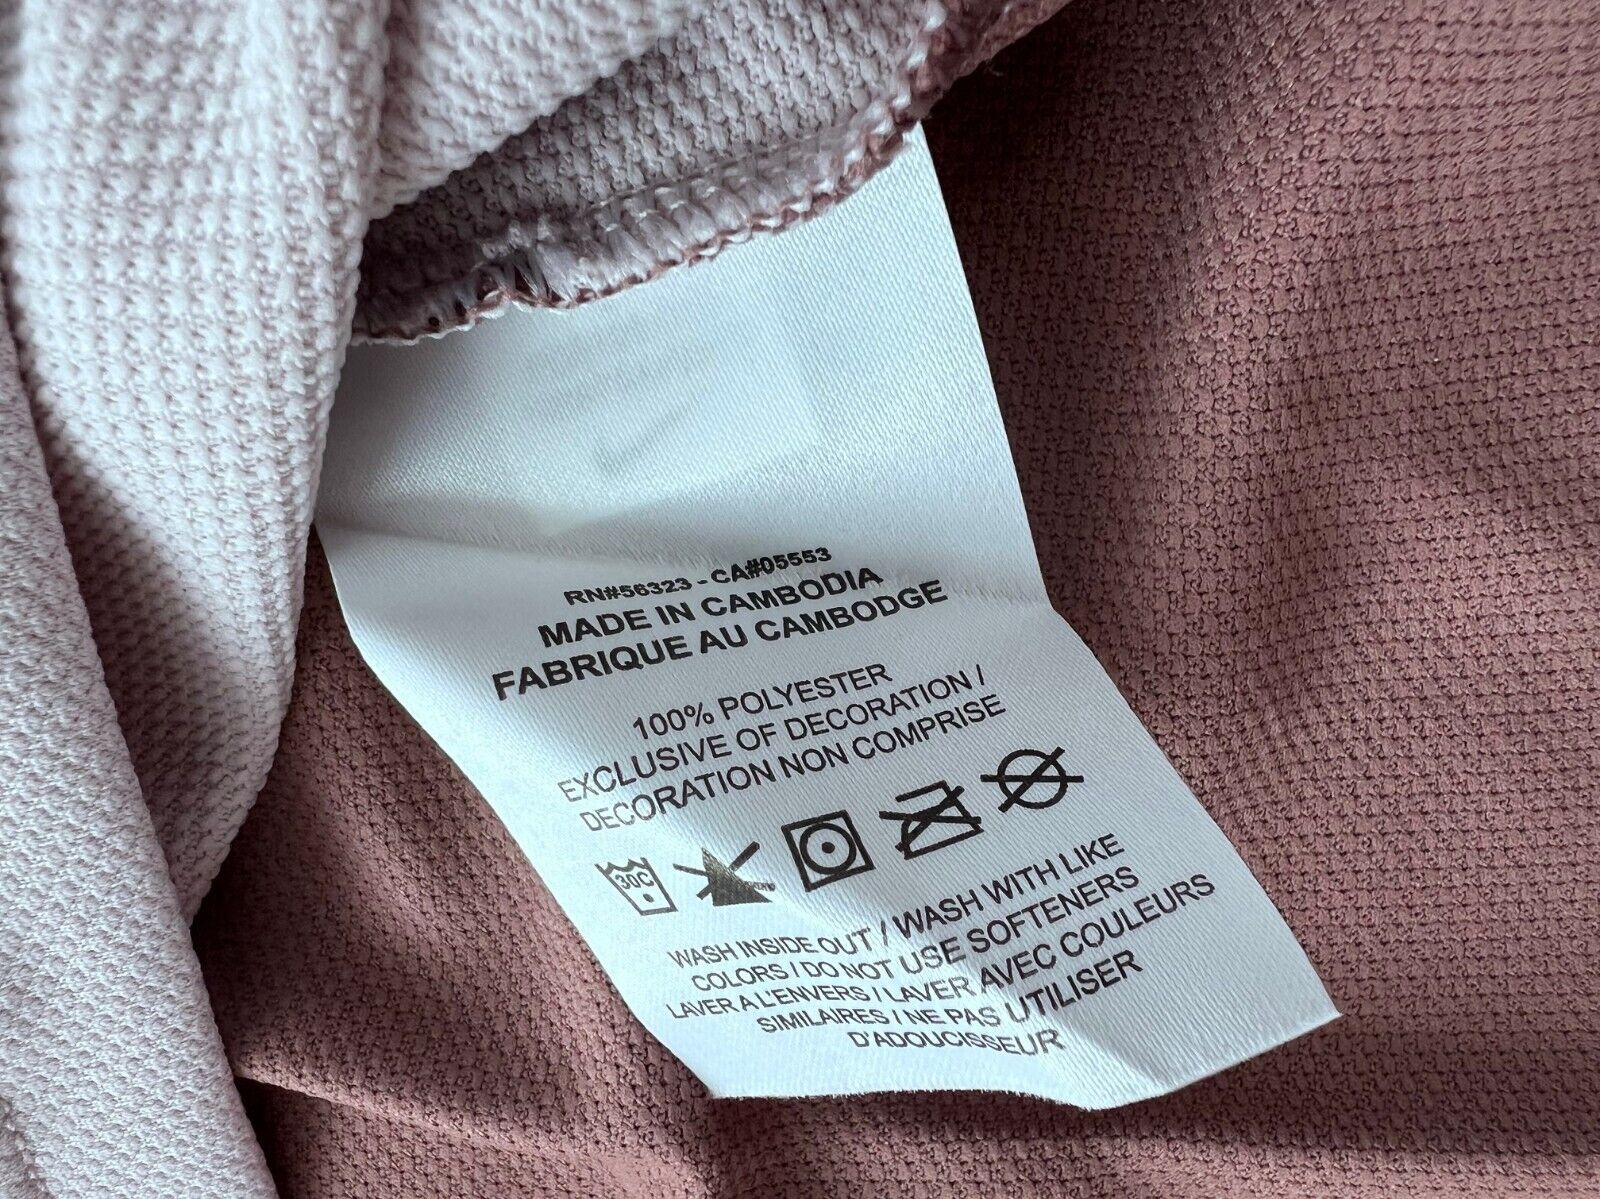 RN#56323 - CA#05553
MADE IN CAMBODIA
FABRIQUE AU CAMBODGE
100% POLYESTER
EXCLUSIVE OF DECORATION /
DECORATION NON COMPRISE
30C
WASH INSIDE OUT / WASH WITH LIKE
COLORS / DO NOT USE SOFTENERS
LAVER A L'ENVERS / LAVER AVEC COULEURS
SIMILAIRES / NE PAS UTILISER
D'ADOUCISSEUR